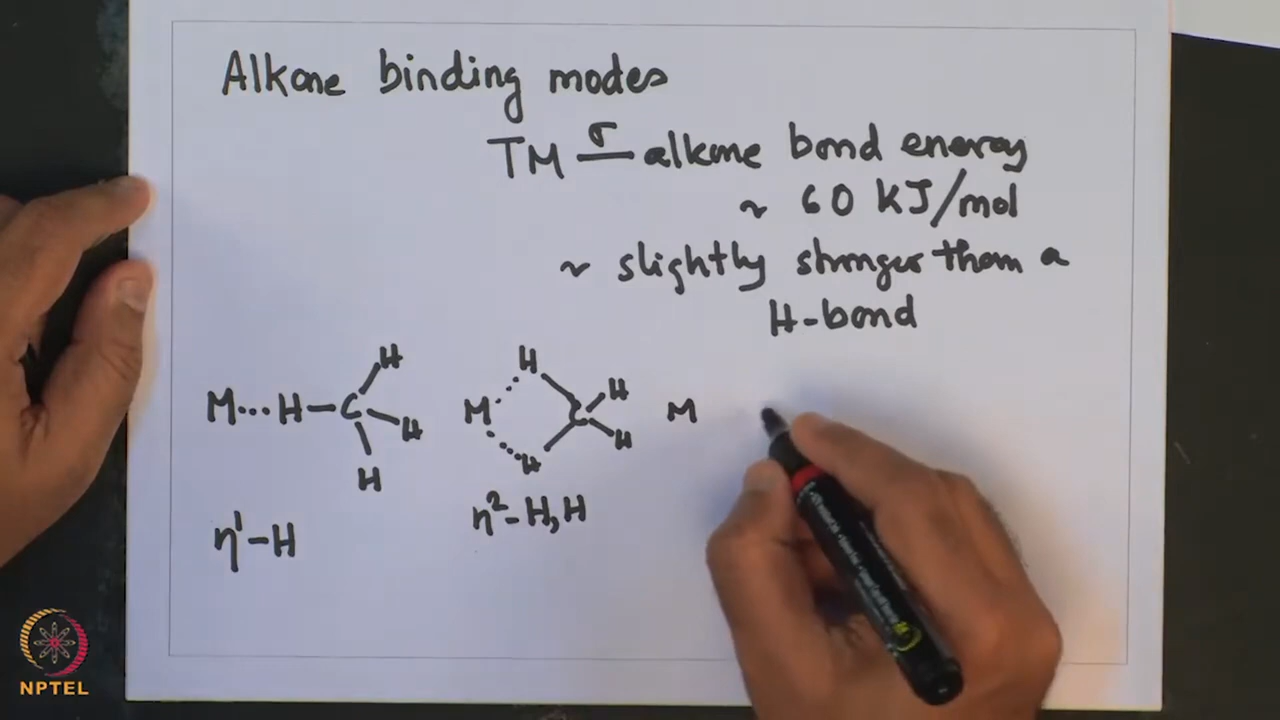 Alkane binding modes
TM σ— alkane bond energy
~ 60 KJ/mol
~ slightly stronger than a
H-bond
H
M...H—C
H
H
η¹-H
H
M C H
H
H
η²-H,H
M
NPTEL